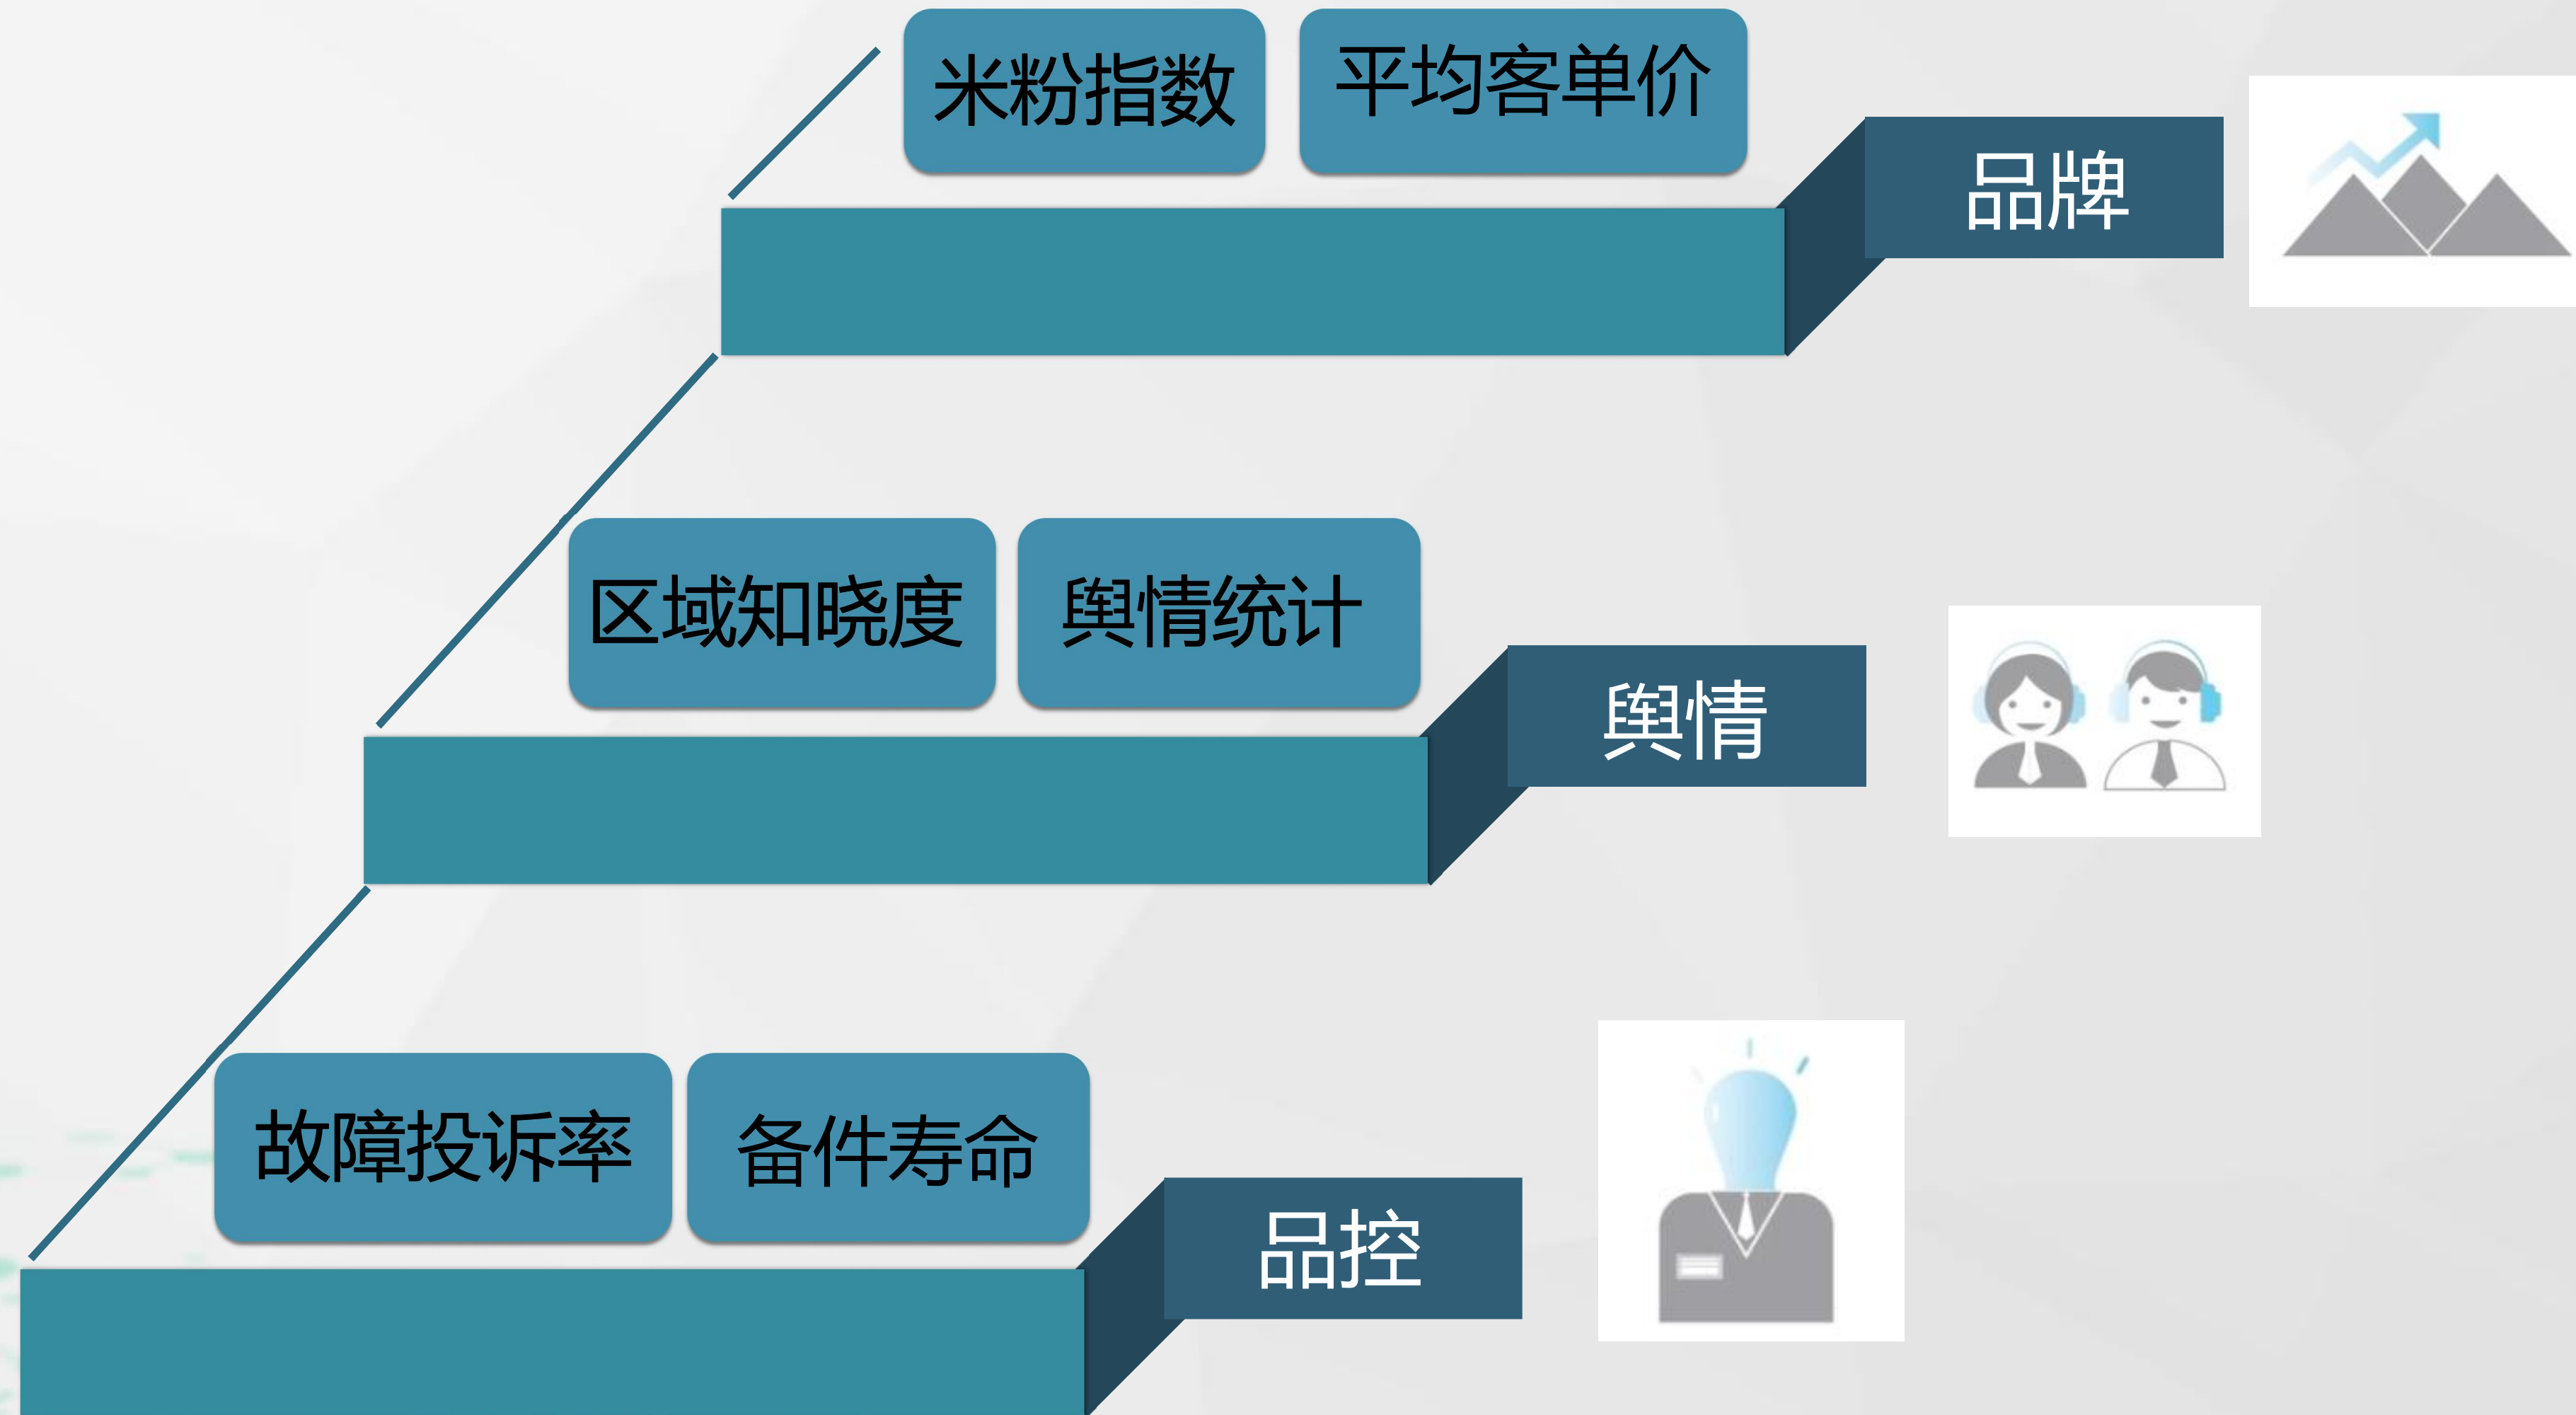 米粉指数
平均客单价
品牌
区域知晓度
舆情统计
舆情
故障投诉率
备件寿命
品控